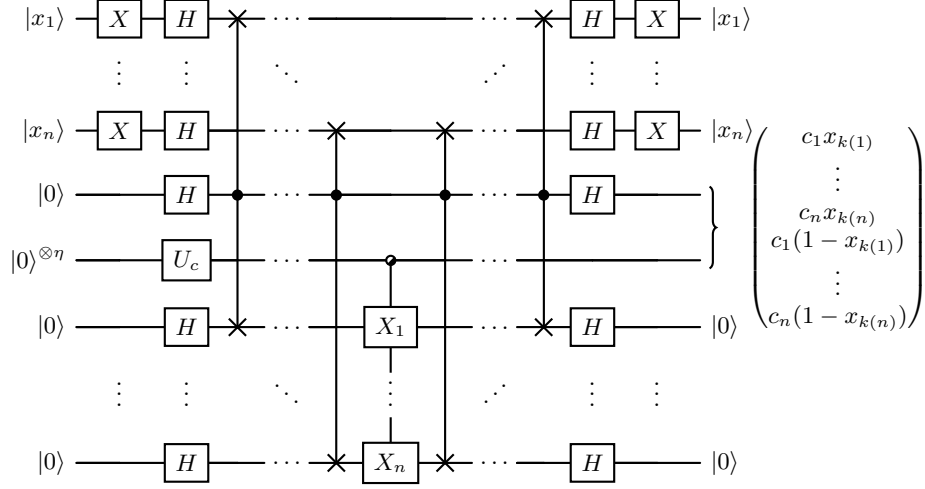 |x₁⟩ X H ⋯ ⋯ H X |x₁⟩
⋮ ⋮ ⋱ ⋰ ⋮ ⋮
|xₙ⟩ X H ⋯ ⋯ H X |xₙ⟩
|0⟩ H ⋯ ⋯ H
|0⟩^{⊗η} U_c ⋯ ⋯
|0⟩ H ⋯ X₁ ⋯ H |0⟩
⋮ ⋮ ⋱ ⋮ ⋰ ⋮ ⋮
|0⟩ H ⋯ Xₙ ⋯ H |0⟩
c₁x_{k(1)}
⋮
cₙx_{k(n)}
c₁(1 − x_{k(1)})
⋮
cₙ(1 − x_{k(n)})